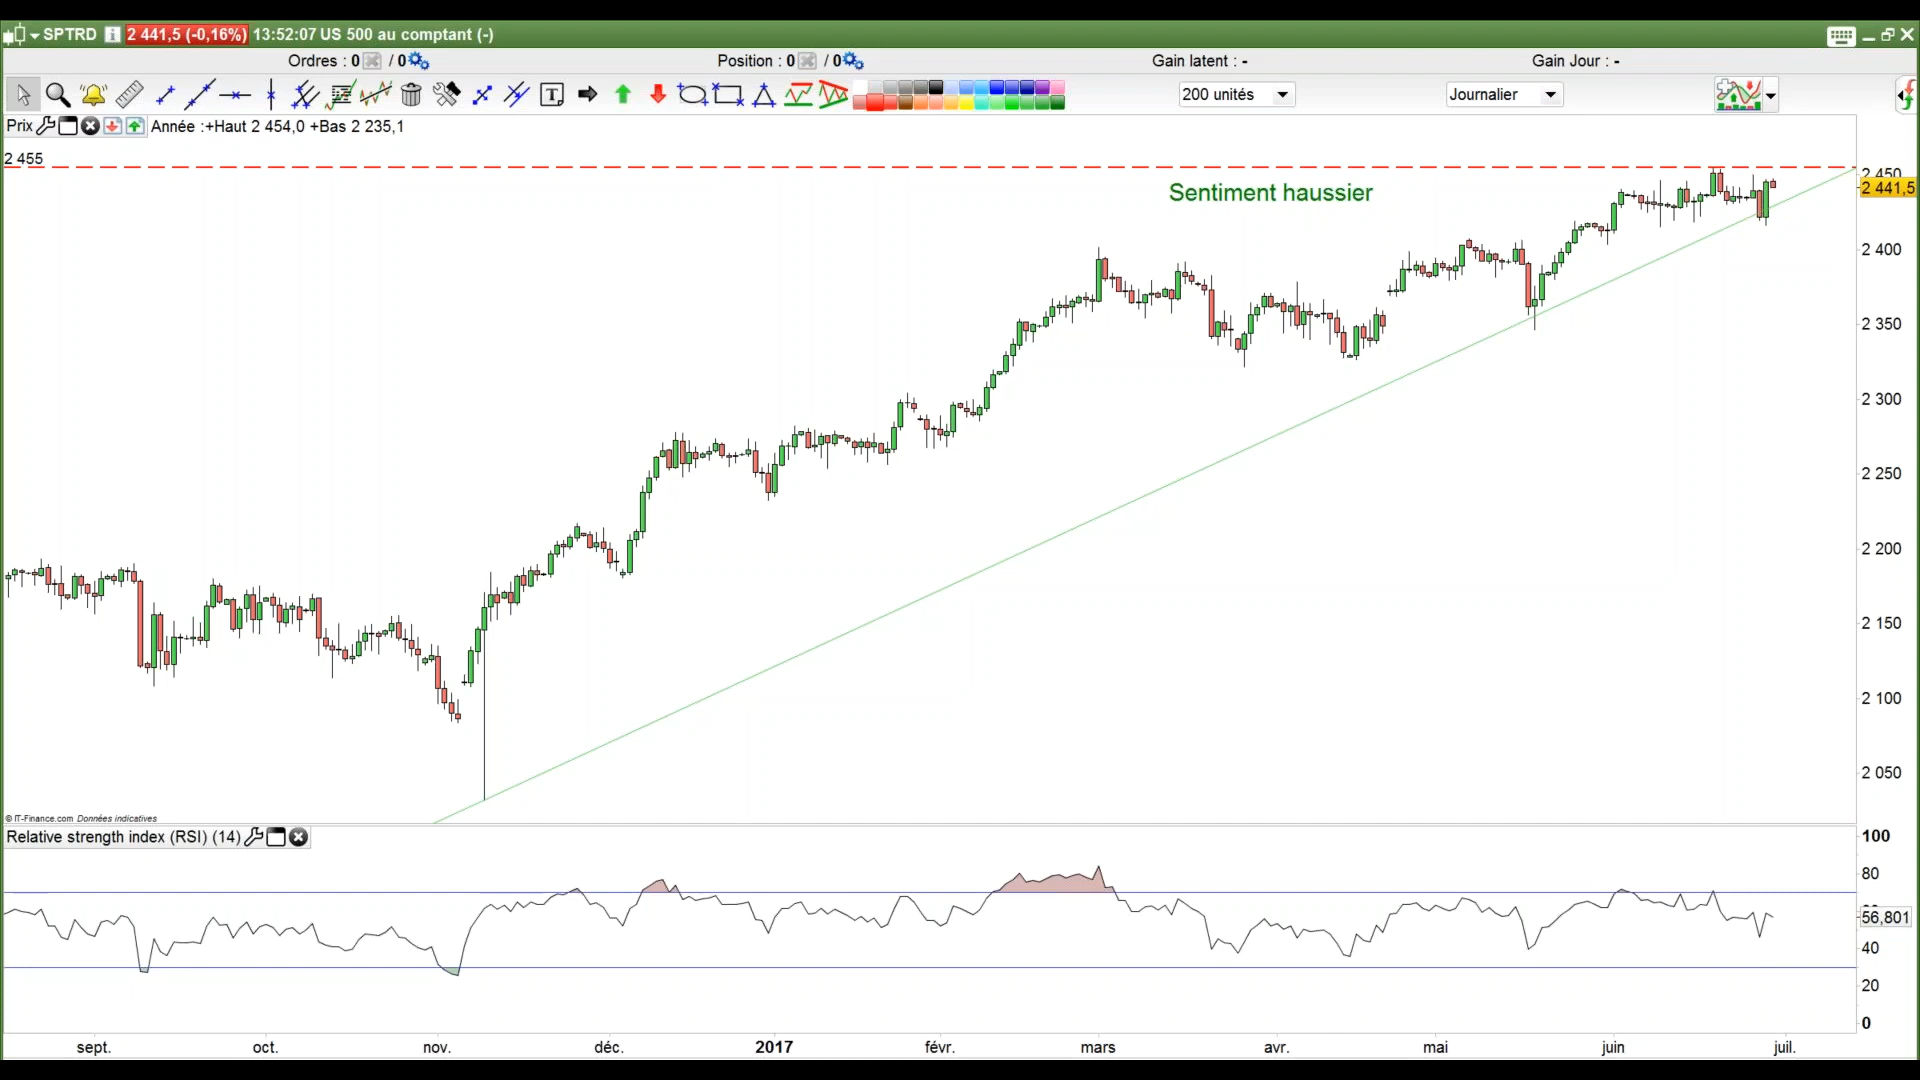 SPTRD i 2 441,5 (-0,16%) 13:52:07 US 500 au comptant (-)
Ordres : 0 / 0 Position : 0 / 0 Gain latent : - Gain Jour : -
T 200 unités Journalier
Prix Année :+Haut 2 454,0 +Bas 2 235,1
2 455
Sentiment haussier
2 450
2 441,5
2 400
2 350
2 300
2 250
2 200
2 150
2 100
2 050
© IT-Finance.com Données indicatives
Relative strength index (RSI) (14)
100
80
56,801
40
20
0
sept. oct. nov. déc. 2017 févr. mars avr. mai juin juil.